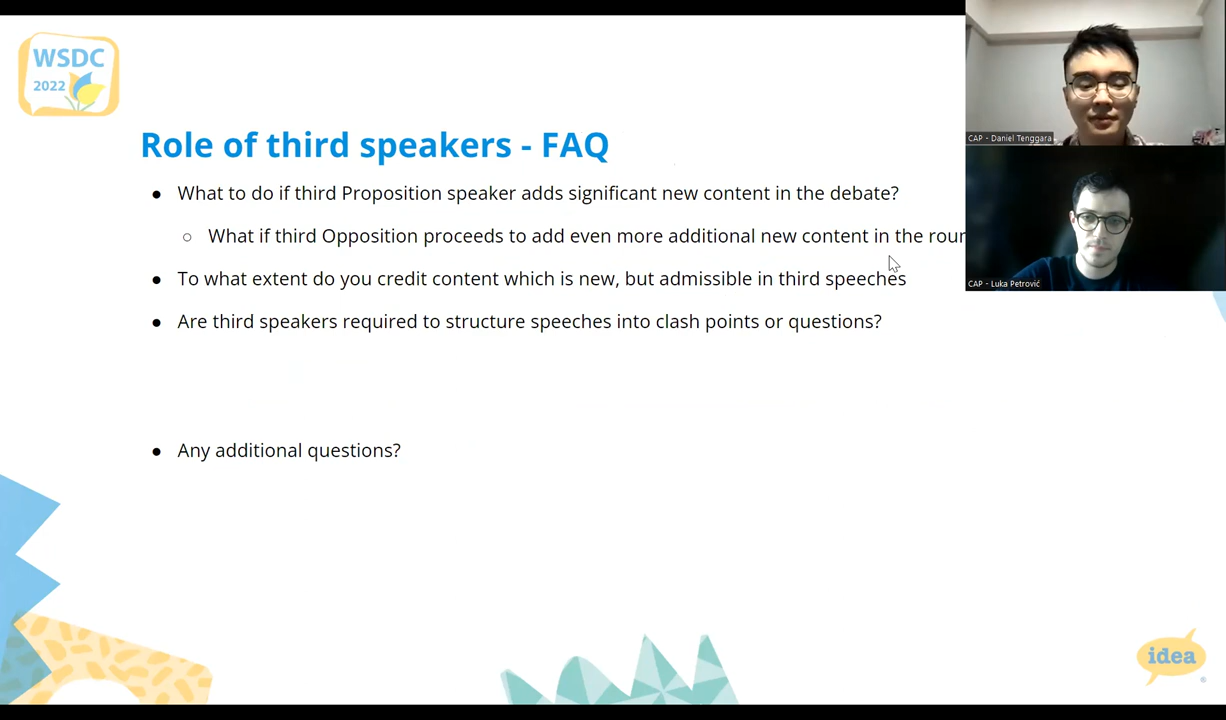 WSDC
2022
Role of third speakers - FAQ
● What to do if third Proposition speaker adds significant new content in the debate?
○ What if third Opposition proceeds to add even more additional new content in the
● To what extent do you credit content which is new, but admissible in third speeches
● Are third speakers required to structure speeches into clash points or questions?
● Any additional questions?
CAP - Daniel Tenggara
CAP - Luka Petrović
idea